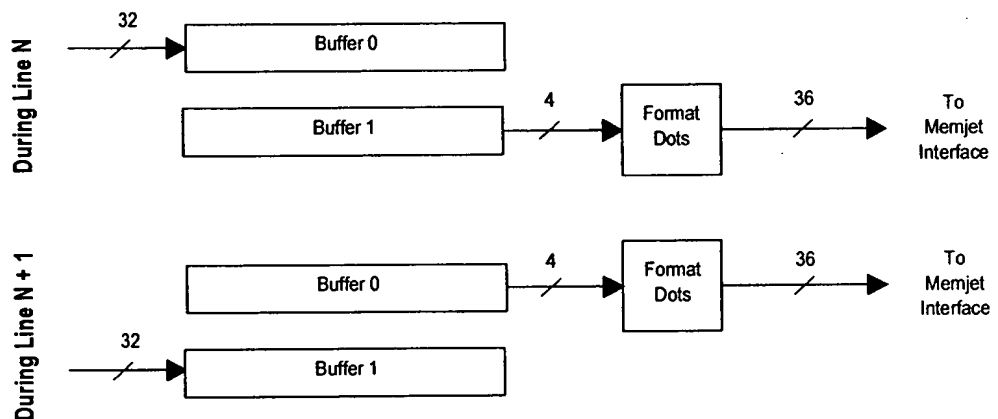 During Line N
32
Buffer 0
Buffer 1
4
Format
Dots
36
To
Memjet
Interface
During Line N + 1
Buffer 0
4
Format
Dots
36
To
Memjet
Interface
32
Buffer 1